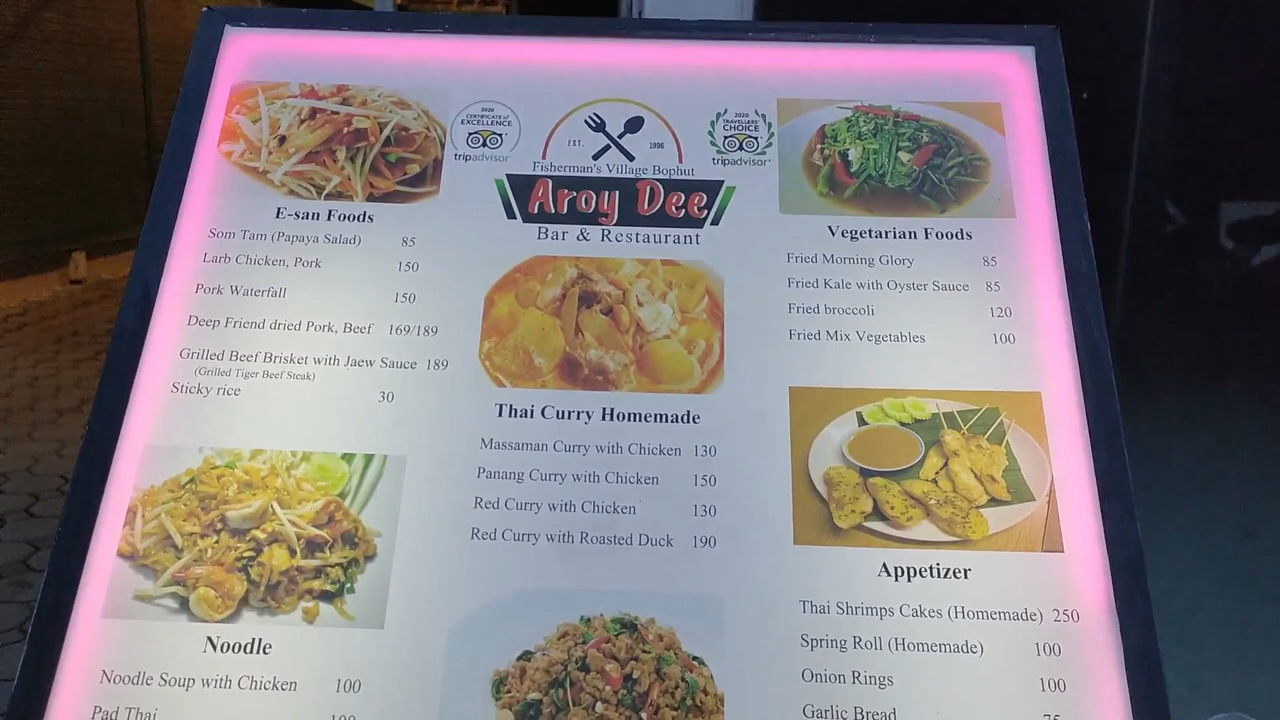 2020
CERTIFICATE of
EXCELLENCE
tripadvisor
EST. 1996
Fisherman's Village Bophut
Aroy Dee
Bar & Restaurant
2020
TRAVELLERS'
CHOICE
tripadvisor
E-san Foods
Som Tam (Papaya Salad) 85
Larb Chicken, Pork 150
Pork Waterfall 150
Deep Friend dried Pork, Beef 169/189
Grilled Beef Brisket with Jaew Sauce 189
(Grilled Tiger Beef Steak)
Sticky rice 30
Noodle
Noodle Soup with Chicken 100
Pad Thai 100
Thai Curry Homemade
Massaman Curry with Chicken 130
Panang Curry with Chicken 150
Red Curry with Chicken 130
Red Curry with Roasted Duck 190
Vegetarian Foods
Fried Morning Glory 85
Fried Kale with Oyster Sauce 85
Fried broccoli 120
Fried Mix Vegetables 100
Appetizer
Thai Shrimps Cakes (Homemade) 250
Spring Roll (Homemade) 100
Onion Rings 100
Garlic Bread 75